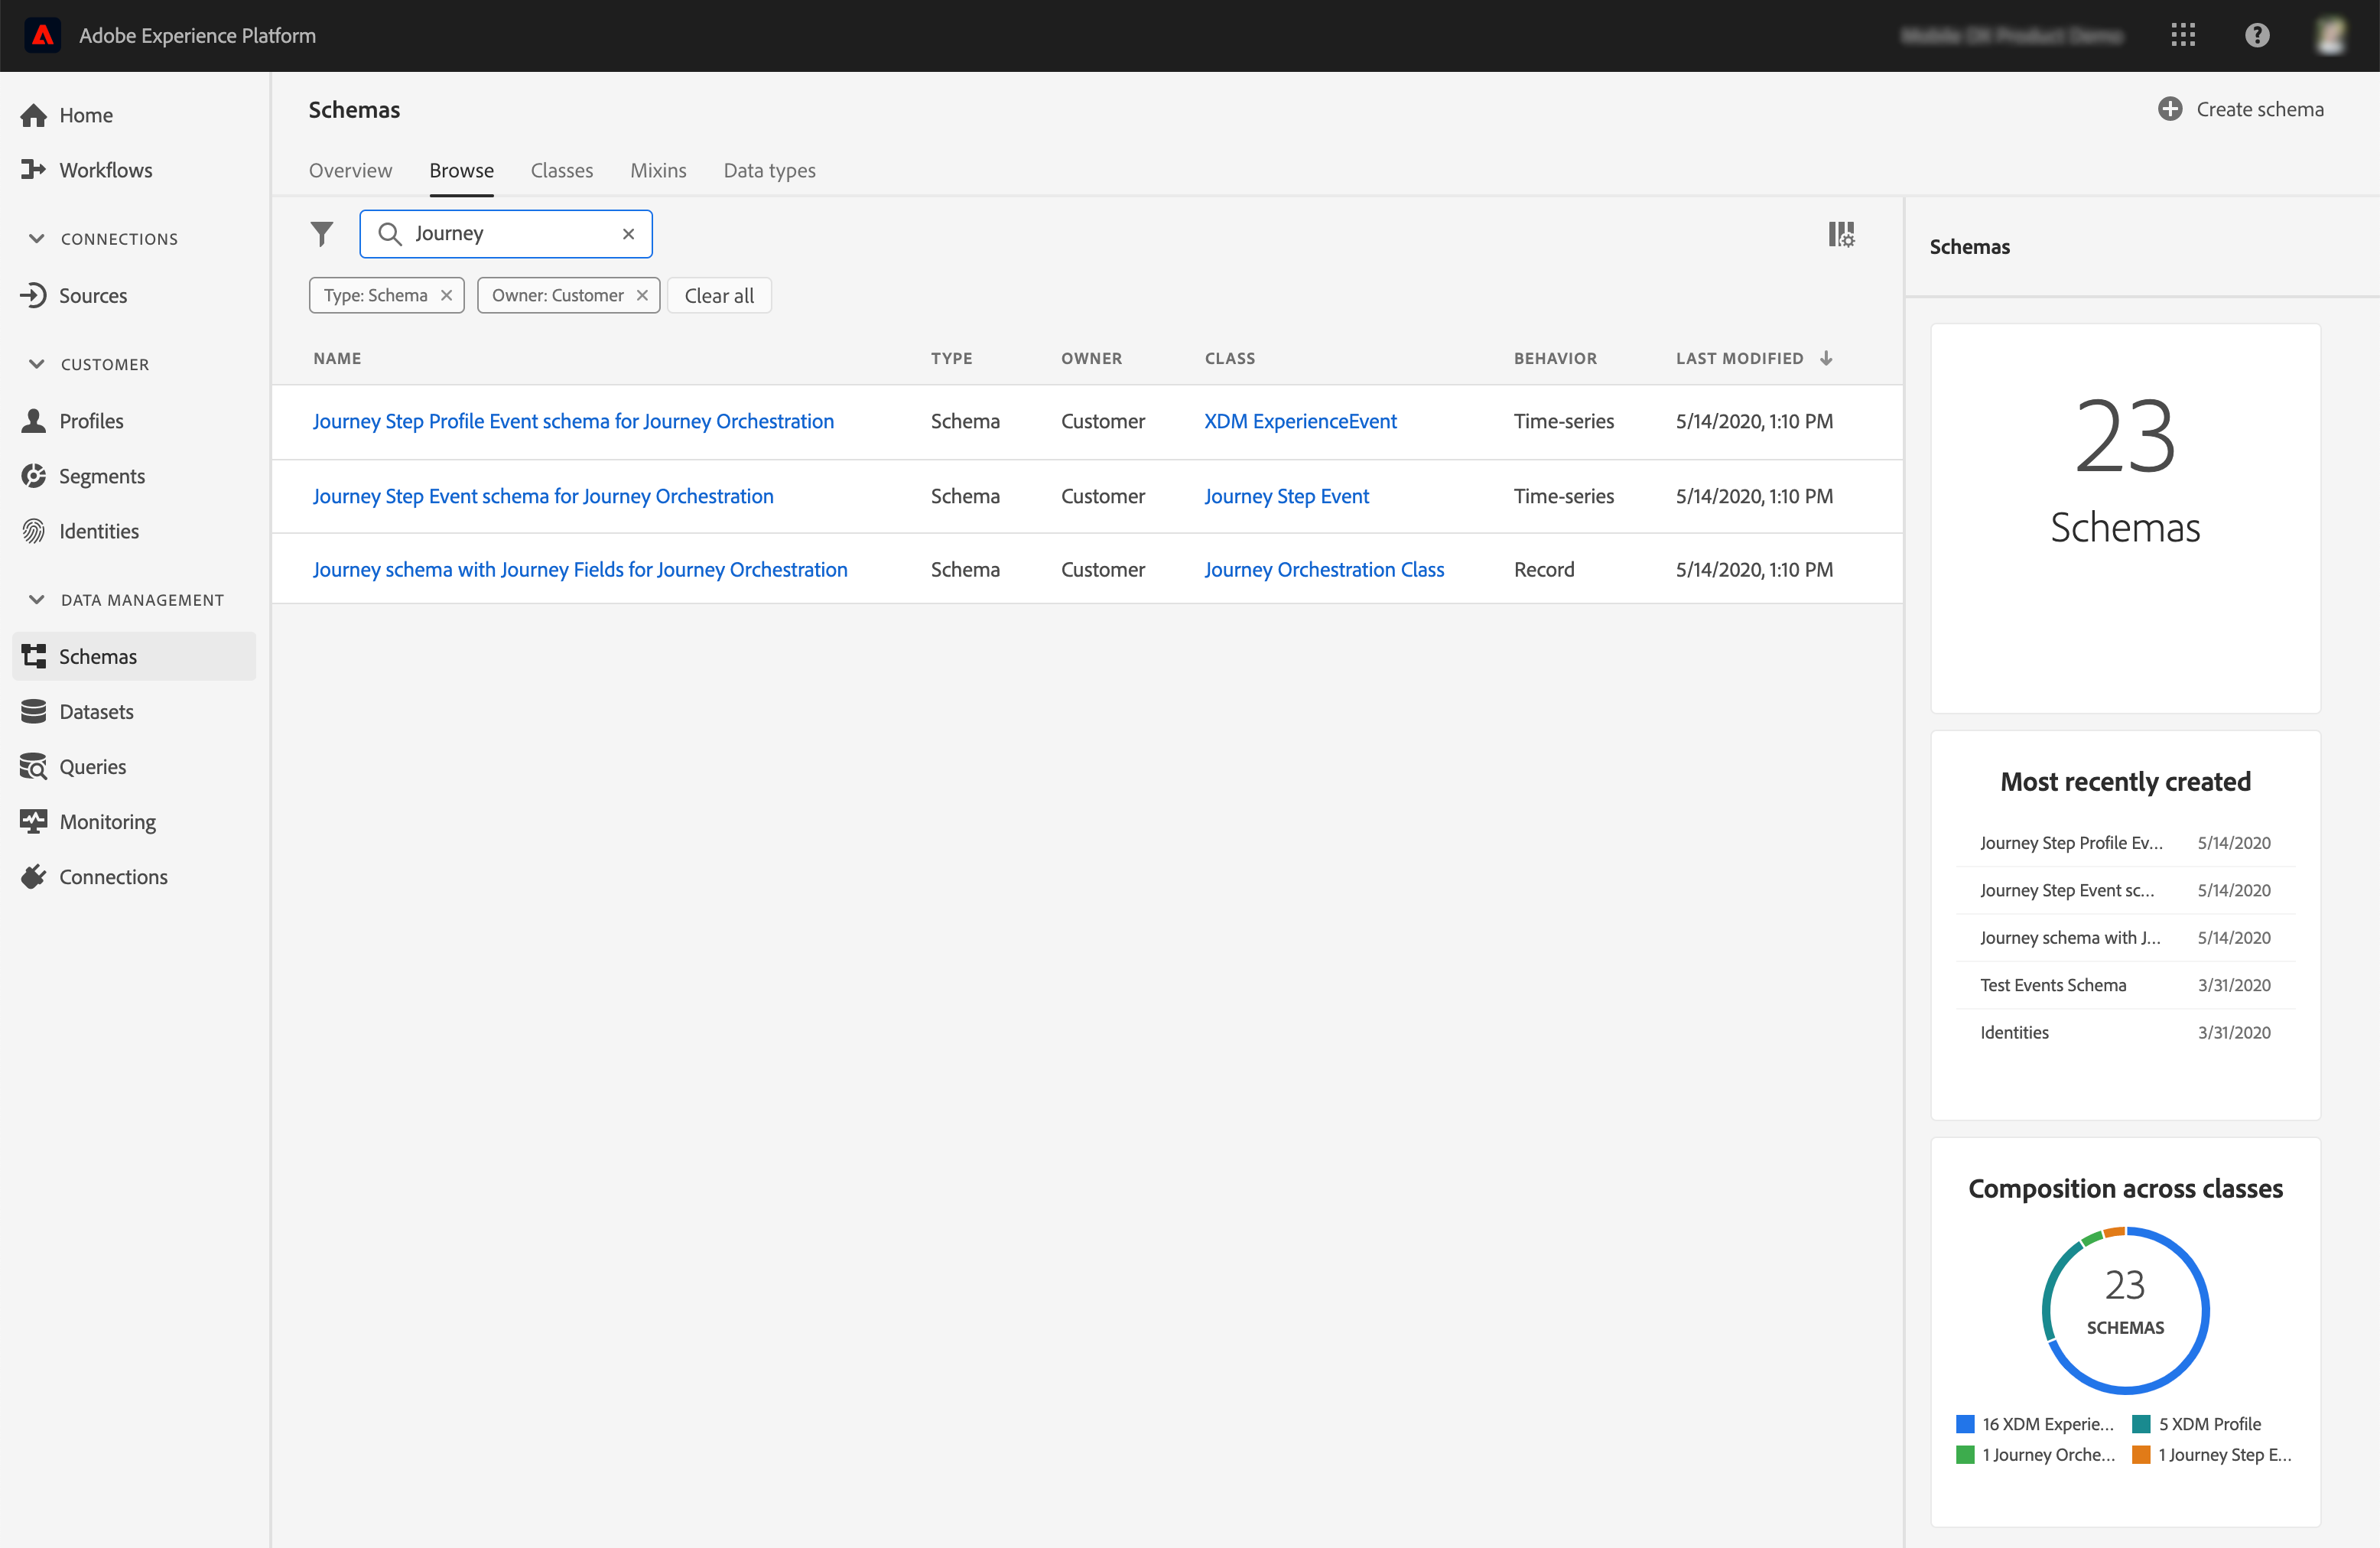 Adobe Experience Platform
Home
Workflows
CONNECTIONS
Sources
CUSTOMER
Profiles
Segments
Identities
DATA MANAGEMENT
Schemas
Datasets
Queries
Monitoring
Connections
Schemas
Create schema
Overview Browse Classes Mixins Data types
Journey
Type: Schema Owner: Customer Clear all
NAME TYPE OWNER CLASS BEHAVIOR LAST MODIFIED
Journey Step Profile Event schema for Journey Orchestration Schema Customer XDM ExperienceEvent Time-series 5/14/2020, 1:10 PM
Journey Step Event schema for Journey Orchestration Schema Customer Journey Step Event Time-series 5/14/2020, 1:10 PM
Journey schema with Journey Fields for Journey Orchestration Schema Customer Journey Orchestration Class Record 5/14/2020, 1:10 PM
Schemas
23
Schemas
Most recently created
Journey Step Profile Ev... 5/14/2020
Journey Step Event sc... 5/14/2020
Journey schema with J... 5/14/2020
Test Events Schema 3/31/2020
Identities 3/31/2020
Composition across classes
23
SCHEMAS
16 XDM Experie... 5 XDM Profile
1 Journey Orche... 1 Journey Step E...